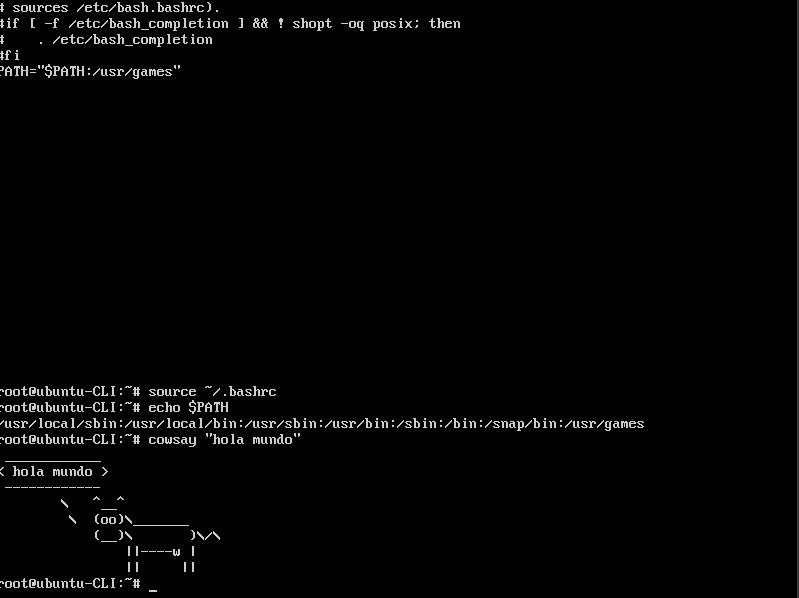 # sources /etc/bash.bashrc).
#if [ -f /etc/bash_completion ] && ! shopt -oq posix; then
#    . /etc/bash_completion
#fi
PATH="$PATH:/usr/games"
root@ubuntu-CLI:~# source ~/.bashrc
root@ubuntu-CLI:~# echo $PATH
/usr/local/sbin:/usr/local/bin:/usr/sbin:/usr/bin:/sbin:/bin:/snap/bin:/usr/games
root@ubuntu-CLI:~# cowsay "hola mundo"
 ____________
< hola mundo >
 ------------
        \   ^__^
         \  (oo)\_______
            (__)\       )\/\
                ||----w |
                ||     ||
root@ubuntu-CLI:~# _